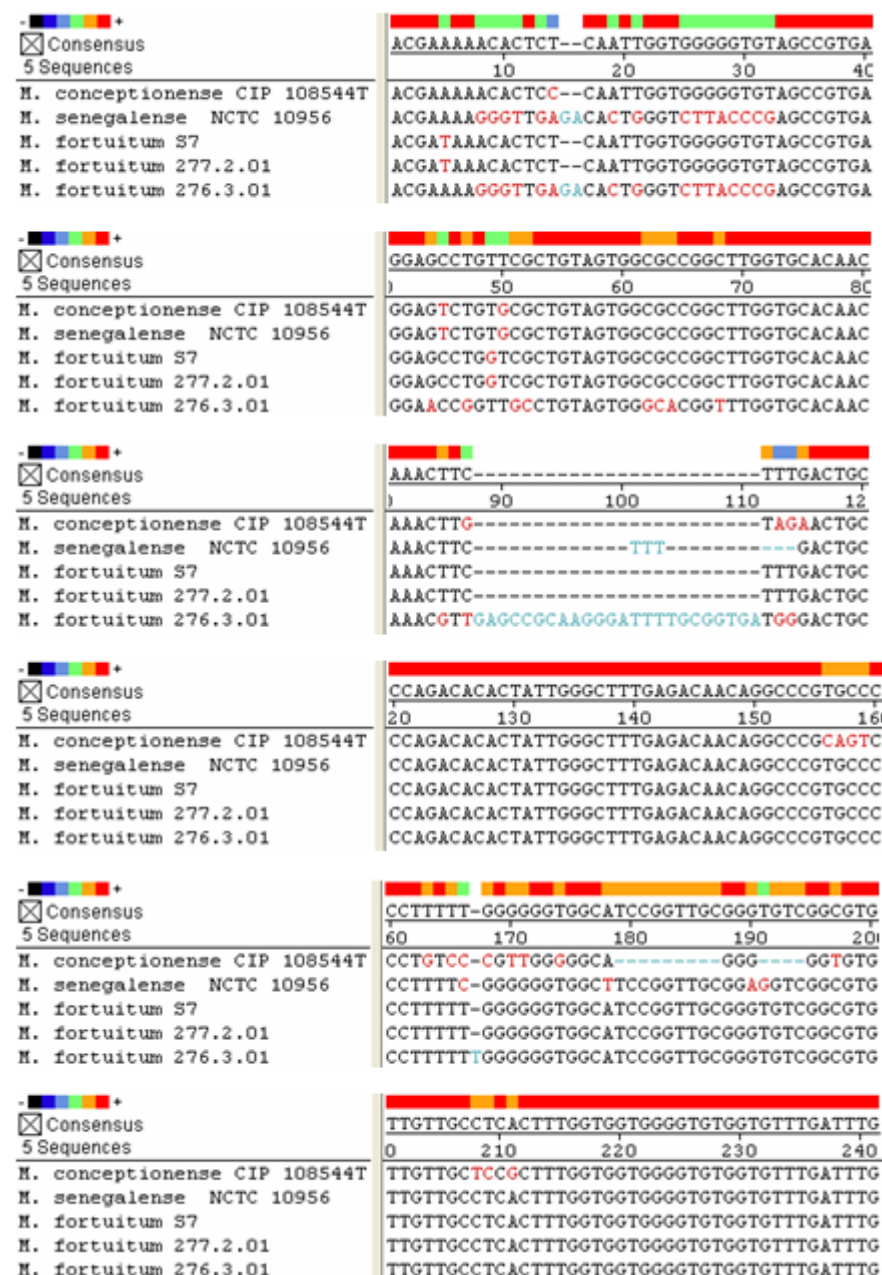 - +
Consensus ACGAAAAACACTCT--CAATTGGTGGGGGTGTAGCCGTGA
5 Sequences 10 20 30 40
M. conceptionense CIP 108544T ACGAAAAACACTCC--CAATTGGTGGGGGTGTAGCCGTGA
M. senegalense NCTC 10956 ACGAAAAGGGTTGAGACACTGGGTCTTACCCGAGCCGTGA
M. fortuitum S7 ACGATAAACACTCT--CAATTGGTGGGGGTGTAGCCGTGA
M. fortuitum 277.2.01 ACGATAAACACTCT--CAATTGGTGGGGGTGTAGCCGTGA
M. fortuitum 276.3.01 ACGAAAAGGGTTGAGACACTGGGTCTTACCCGAGCCGTGA
- +
Consensus GGAGCCTGTTCGCTGTAGTGGCGCCGGCTTGGTGCACAAC
5 Sequences 50 60 70 80
M. conceptionense CIP 108544T GGAGTCTGTGCGCTGTAGTGGCGCCGGCTTGGTGCACAAC
M. senegalense NCTC 10956 GGAGTCTGTGCGCTGTAGTGGCGCCGGCTTGGTGCACAAC
M. fortuitum S7 GGAGCCTGGTCGCTGTAGTGGCGCCGGCTTGGTGCACAAC
M. fortuitum 277.2.01 GGAGCCTGGTCGCTGTAGTGGCGCCGGCTTGGTGCACAAC
M. fortuitum 276.3.01 GGAACCGGTTGCCTGTAGTGGGCACGGTTTGGTGCACAAC
- +
Consensus AAACTTC------------------------TTTGACTGC
5 Sequences 90 100 110 12
M. conceptionense CIP 108544T AAACTTG------------------------TAGAACTGC
M. senegalense NCTC 10956 AAACTTC-------------TTT-----------GACTGC
M. fortuitum S7 AAACTTC------------------------TTTGACTGC
M. fortuitum 277.2.01 AAACTTC------------------------TTTGACTGC
M. fortuitum 276.3.01 AAACGTTGAGCCGCAAGGGATTTTGCGGTGATGGGACTGC
- +
Consensus CCAGACACACTATTGGGCTTTGAGACAACAGGCCCGTGCCC
5 Sequences 20 130 140 150 160
M. conceptionense CIP 108544T CCAGACACACTATTGGGCTTTGAGACAACAGGCCCGCAGTC
M. senegalense NCTC 10956 CCAGACACACTATTGGGCTTTGAGACAACAGGCCCGTGCCC
M. fortuitum S7 CCAGACACACTATTGGGCTTTGAGACAACAGGCCCGTGCCC
M. fortuitum 277.2.01 CCAGACACACTATTGGGCTTTGAGACAACAGGCCCGTGCCC
M. fortuitum 276.3.01 CCAGACACACTATTGGGCTTTGAGACAACAGGCCCGTGCCC
- +
Consensus CCTTTTT-GGGGGGTGGCATCCGGTTGCGGGTGTCGGCGTG
5 Sequences 60 170 180 190 200
M. conceptionense CIP 108544T CCTGTCC-CGTTGGGGGCA---------GGG----GGTGTG
M. senegalense NCTC 10956 CCTTTTC-GGGGGGTGGCTTCCGGTTGCGGAGGTCGGCGTG
M. fortuitum S7 CCTTTTT-GGGGGGTGGCATCCGGTTGCGGGTGTCGGCGTG
M. fortuitum 277.2.01 CCTTTTT-GGGGGGTGGCATCCGGTTGCGGGTGTCGGCGTG
M. fortuitum 276.3.01 CCTTTTTTGGGGGGTGGCATCCGGTTGCGGGTGTCGGCGTG
- +
Consensus TTGTTGCCTCACTTTGGTGGTGGGGTGTGGTGTTTGATTTG
5 Sequences 0 210 220 230 240
M. conceptionense CIP 108544T TTGTTGCTCCGCTTTGGTGGTGGGGTGTGGTGTTTGATTTG
M. senegalense NCTC 10956 TTGTTGCCTCACTTTGGTGGTGGGGTGTGGTGTTTGATTTG
M. fortuitum S7 TTGTTGCCTCACTTTGGTGGTGGGGTGTGGTGTTTGATTTG
M. fortuitum 277.2.01 TTGTTGCCTCACTTTGGTGGTGGGGTGTGGTGTTTGATTTG
M. fortuitum 276.3.01 TTGTTGCCTCACTTTGGTGGTGGGGTGTGGTGTTTGATTTG